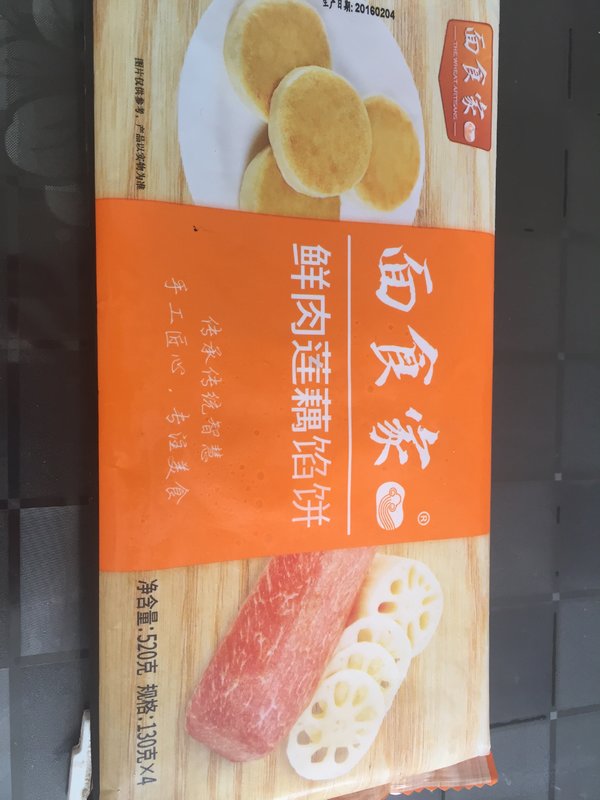 面食家
THE WHEAT ARTISANS
生产日期: 20160204
图片仅供参考，产品以实物为准
面食家®
鲜肉莲藕馅饼
传承传统智慧
手工匠心，专注美食
净含量:520克 规格:130克×4